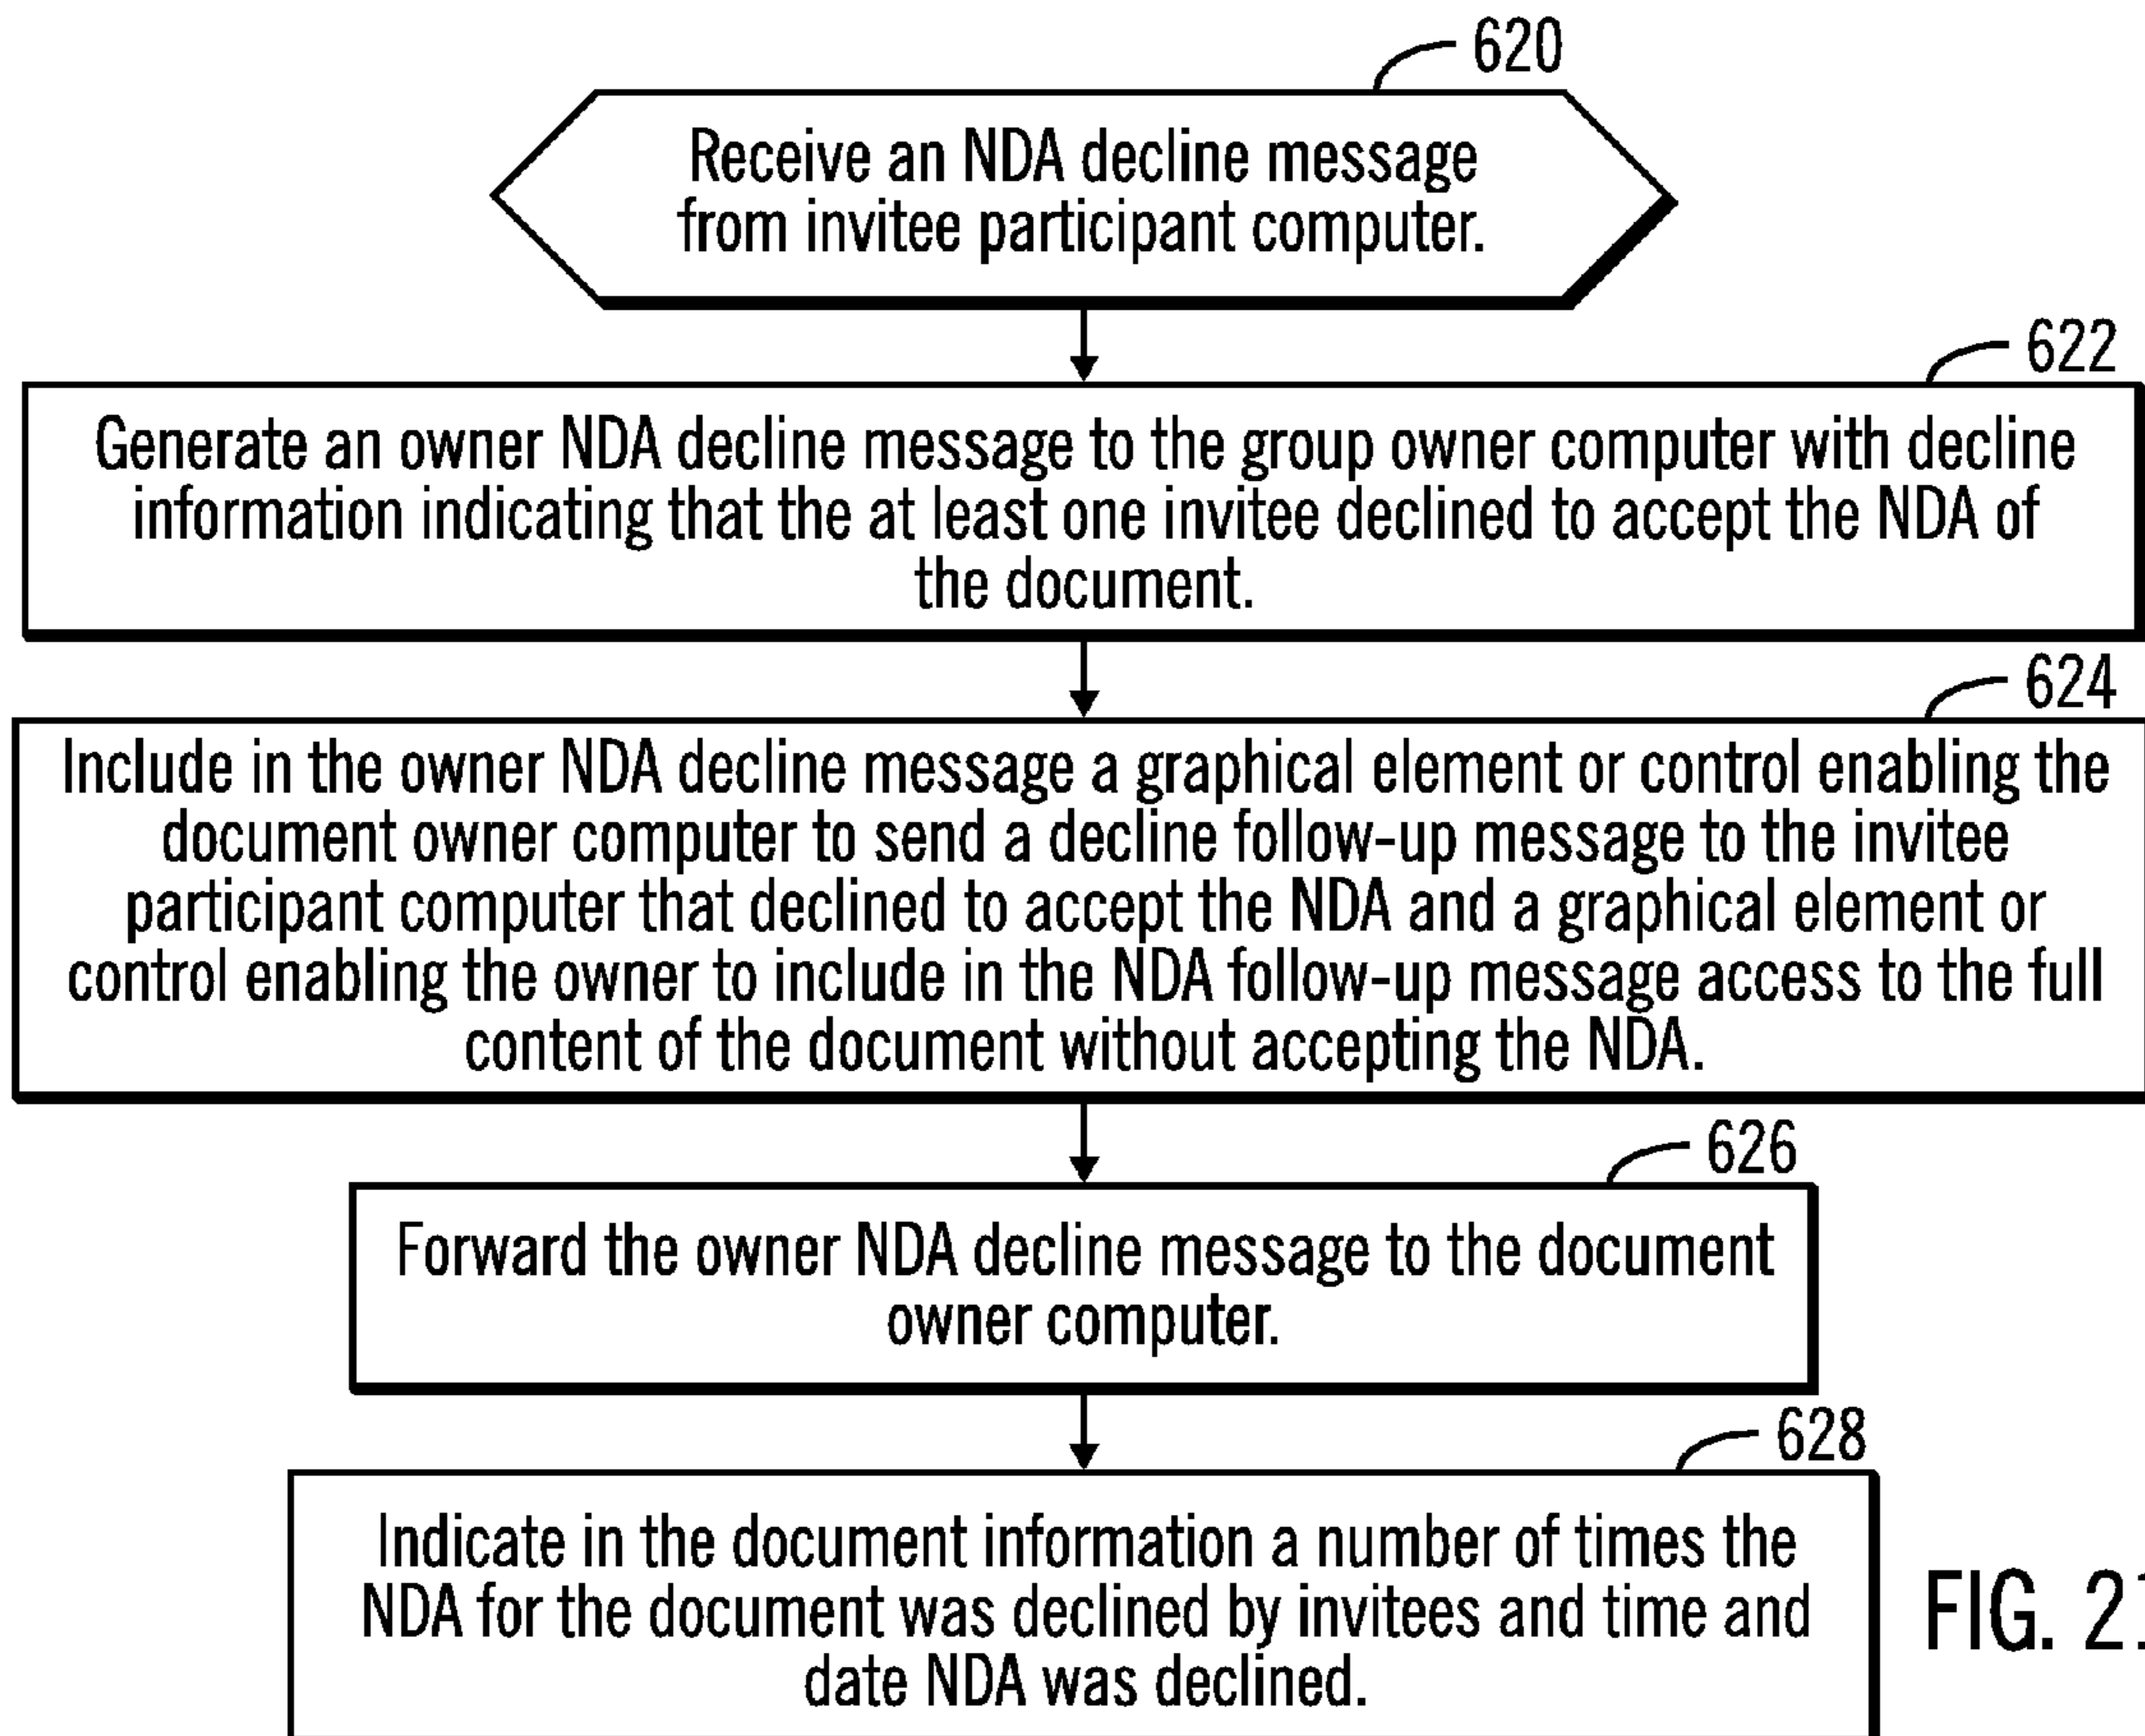 620
Receive an NDA decline message
from invitee participant computer.
622
Generate an owner NDA decline message to the group owner computer with decline
information indicating that the at least one invitee declined to accept the NDA of
the document.
624
Include in the owner NDA decline message a graphical element or control enabling the
document owner computer to send a decline follow-up message to the invitee
participant computer that declined to accept the NDA and a graphical element or
control enabling the owner to include in the NDA follow-up message access to the full
content of the document without accepting the NDA.
626
Forward the owner NDA decline message to the document
owner computer.
628
Indicate in the document information a number of times the
NDA for the document was declined by invitees and time and
date NDA was declined.
FIG. 21